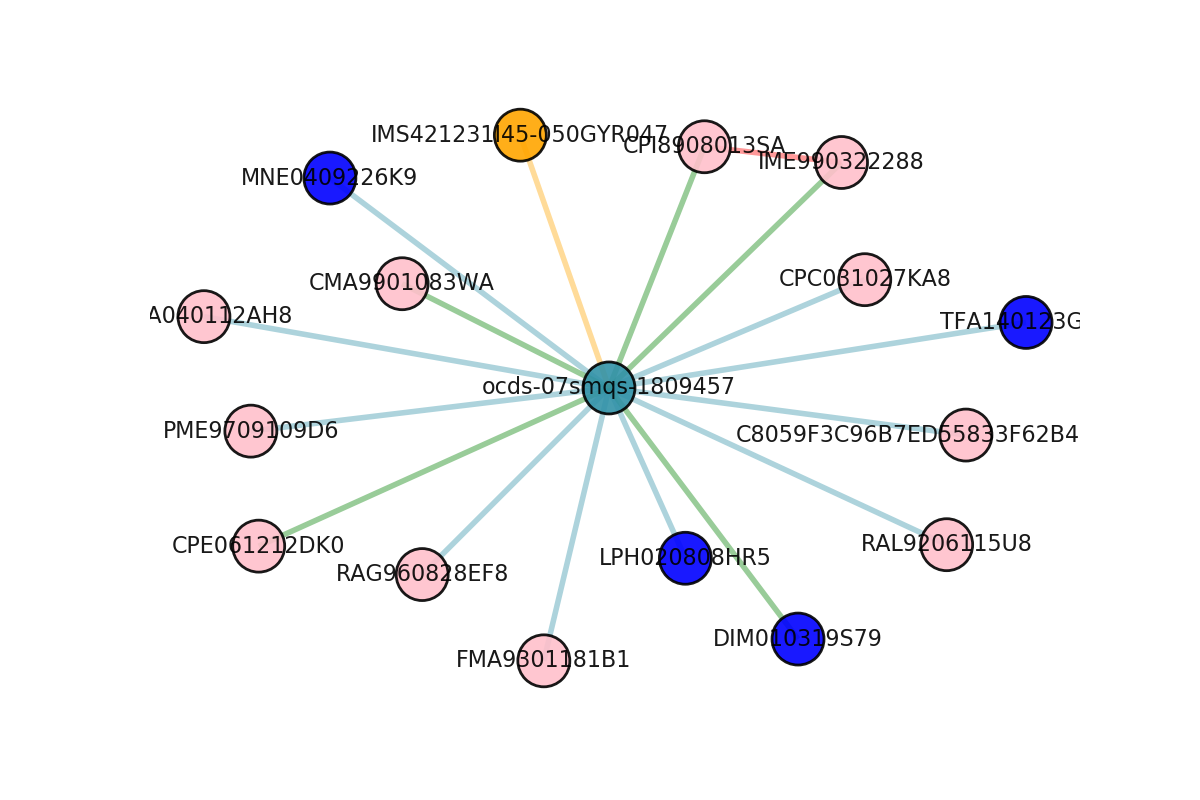 IMS421231I45-050GYR047
CPI8908013SA
IME990322288
MNE0409226K9
CMA9901083WA
CPC031027KA8
A040112AH8
TFA140123G
ocds-07smqs-1809457
PME9709109D6
C8059F3C96B7ED55833F62B4
CPE061212DK0
RAG960828EF8
LPH020808HR5
RAL9206115U8
DIM010319S79
FMA9301181B1